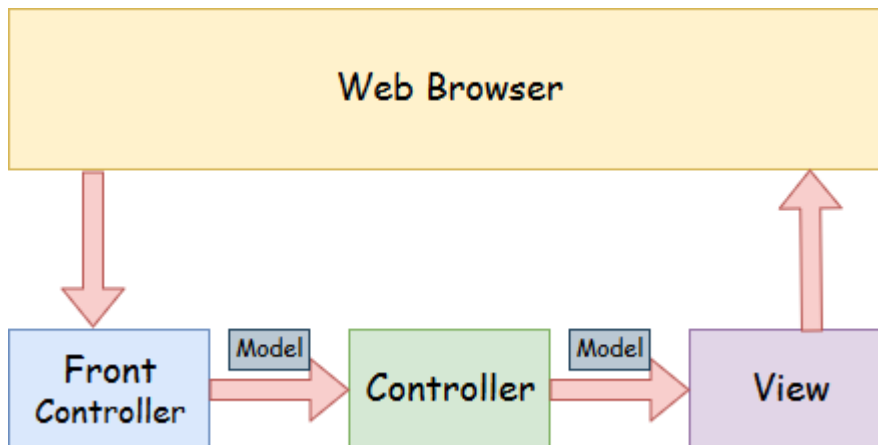 Web Browser
Model
Model
Front
Controller
Controller
View